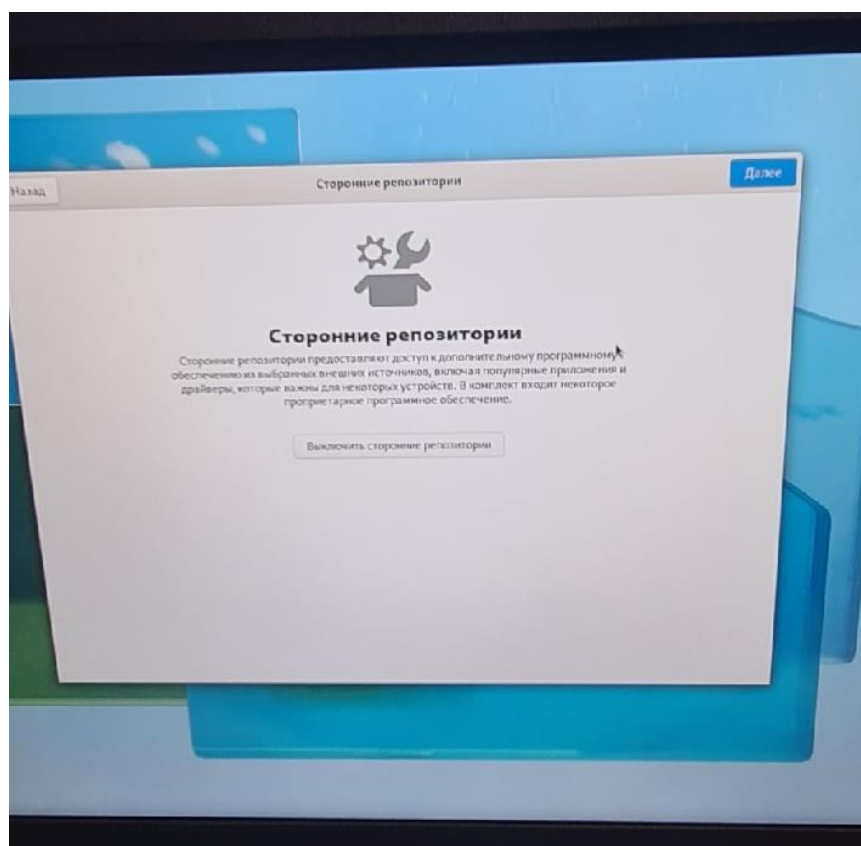 Назад
Сторонние репозитории
Далее
Сторонние репозитории
Сторонние репозитории предоставляют доступ к дополнительному программному
обеспечению из выбранных внешних источников, включая популярные приложения и
драйверы, которые важны для некоторых устройств. В комплект входит некоторое
проприетарное программное обеспечение.
Выключить сторонние репозитории